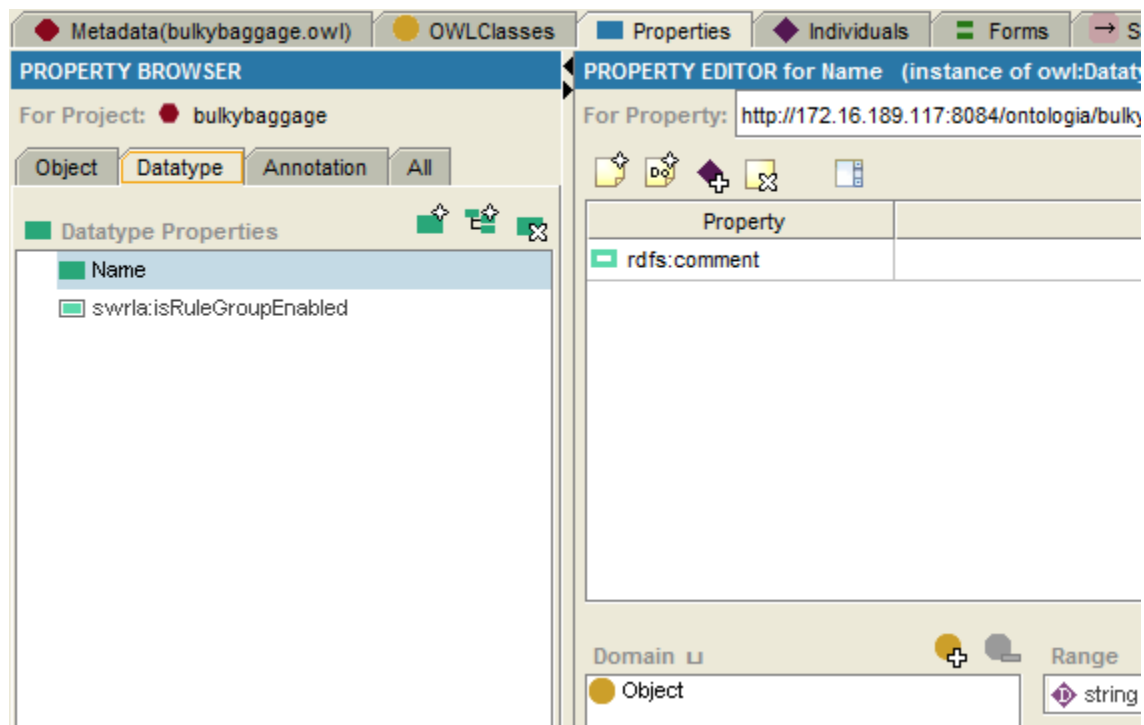 Metadata(bulkybaggage.owl) OWLClasses Properties Individuals Forms S
PROPERTY BROWSER
For Project: bulkybaggage
Object Datatype Annotation All
Datatype Properties
Name
swrla:isRuleGroupEnabled
PROPERTY EDITOR for Name (instance of owl:Dataty
For Property: http://172.16.189.117:8084/ontologia/bulky
Property
rdfs:comment
Domain ⊔
Object
Range
string